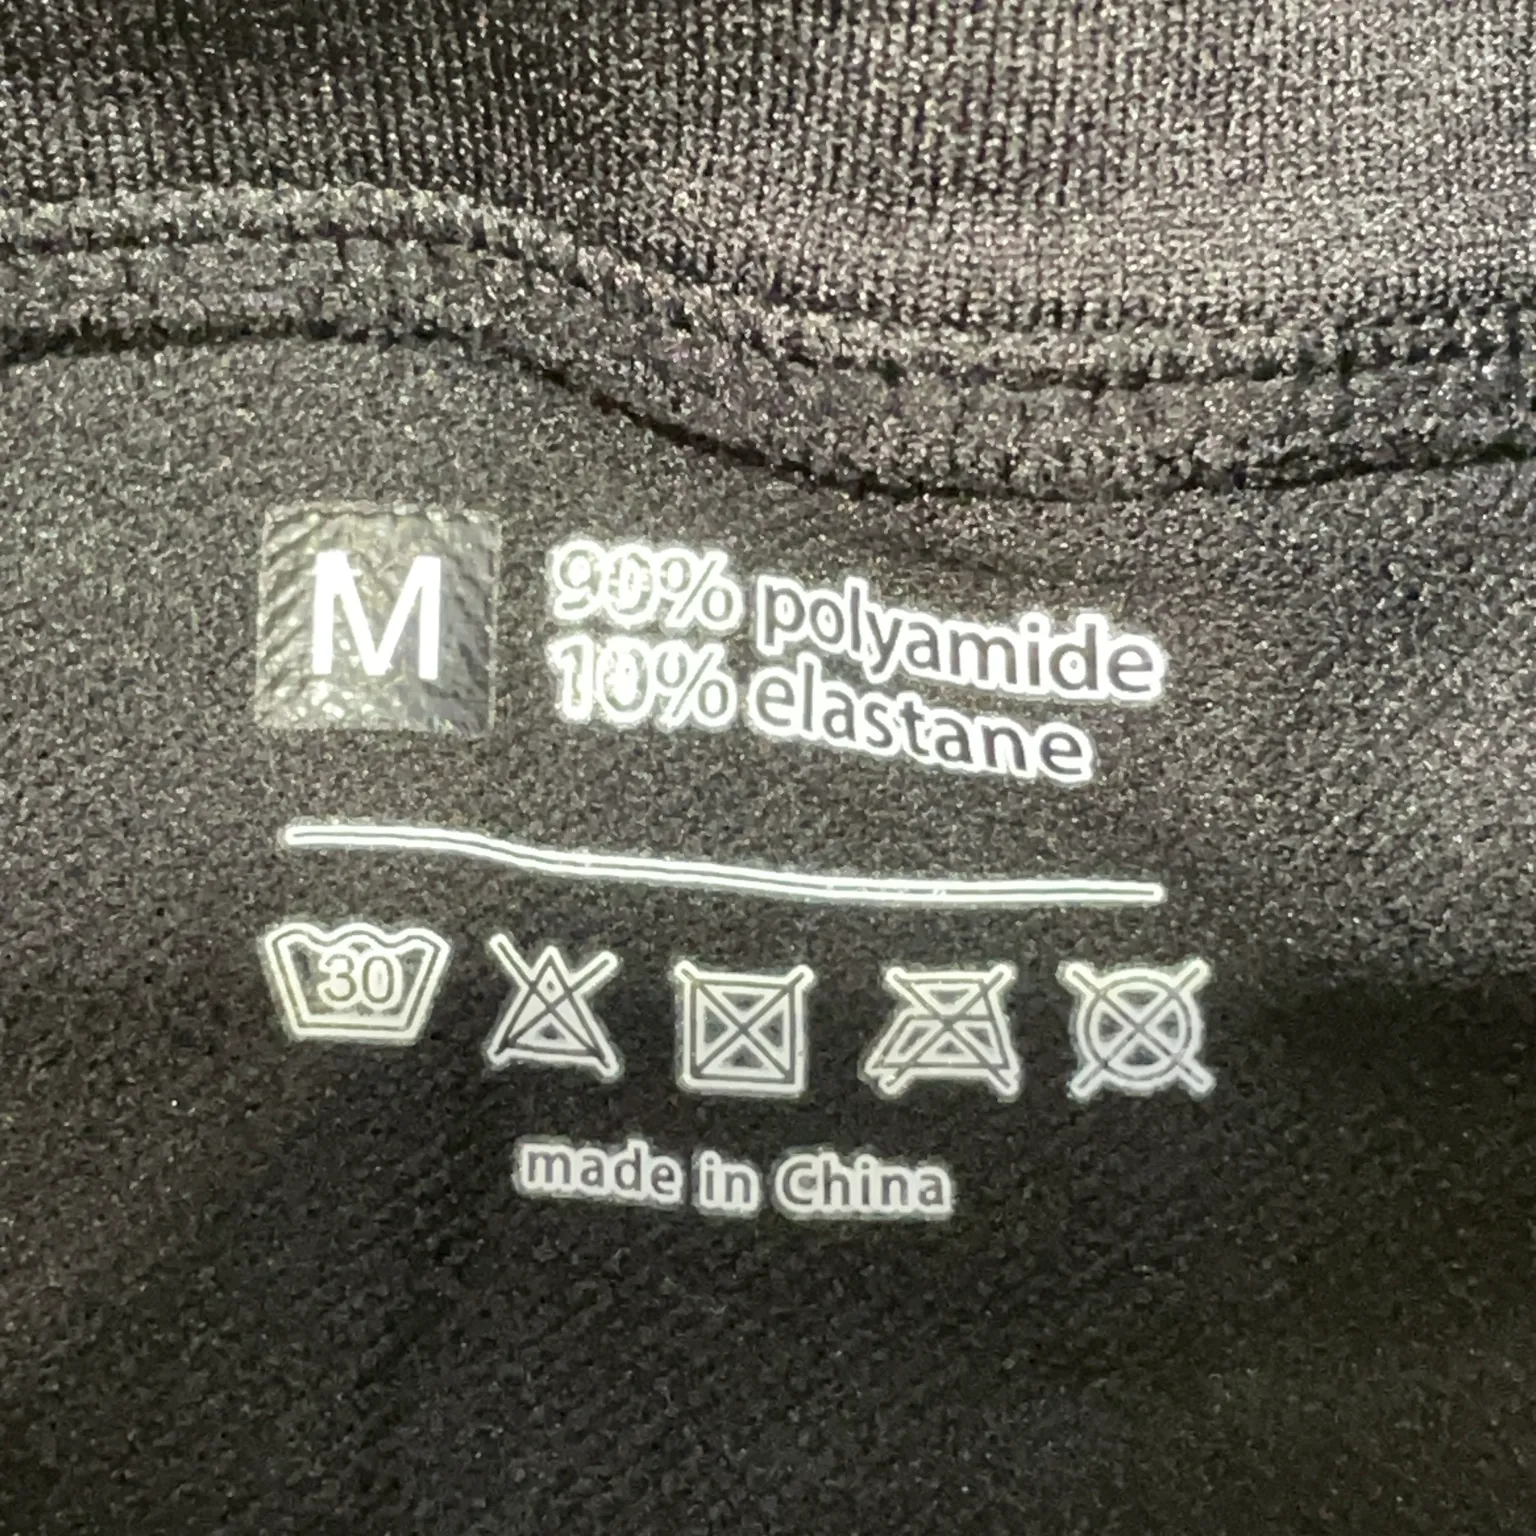 M
90% polyamide
10% elastane
30
made in China